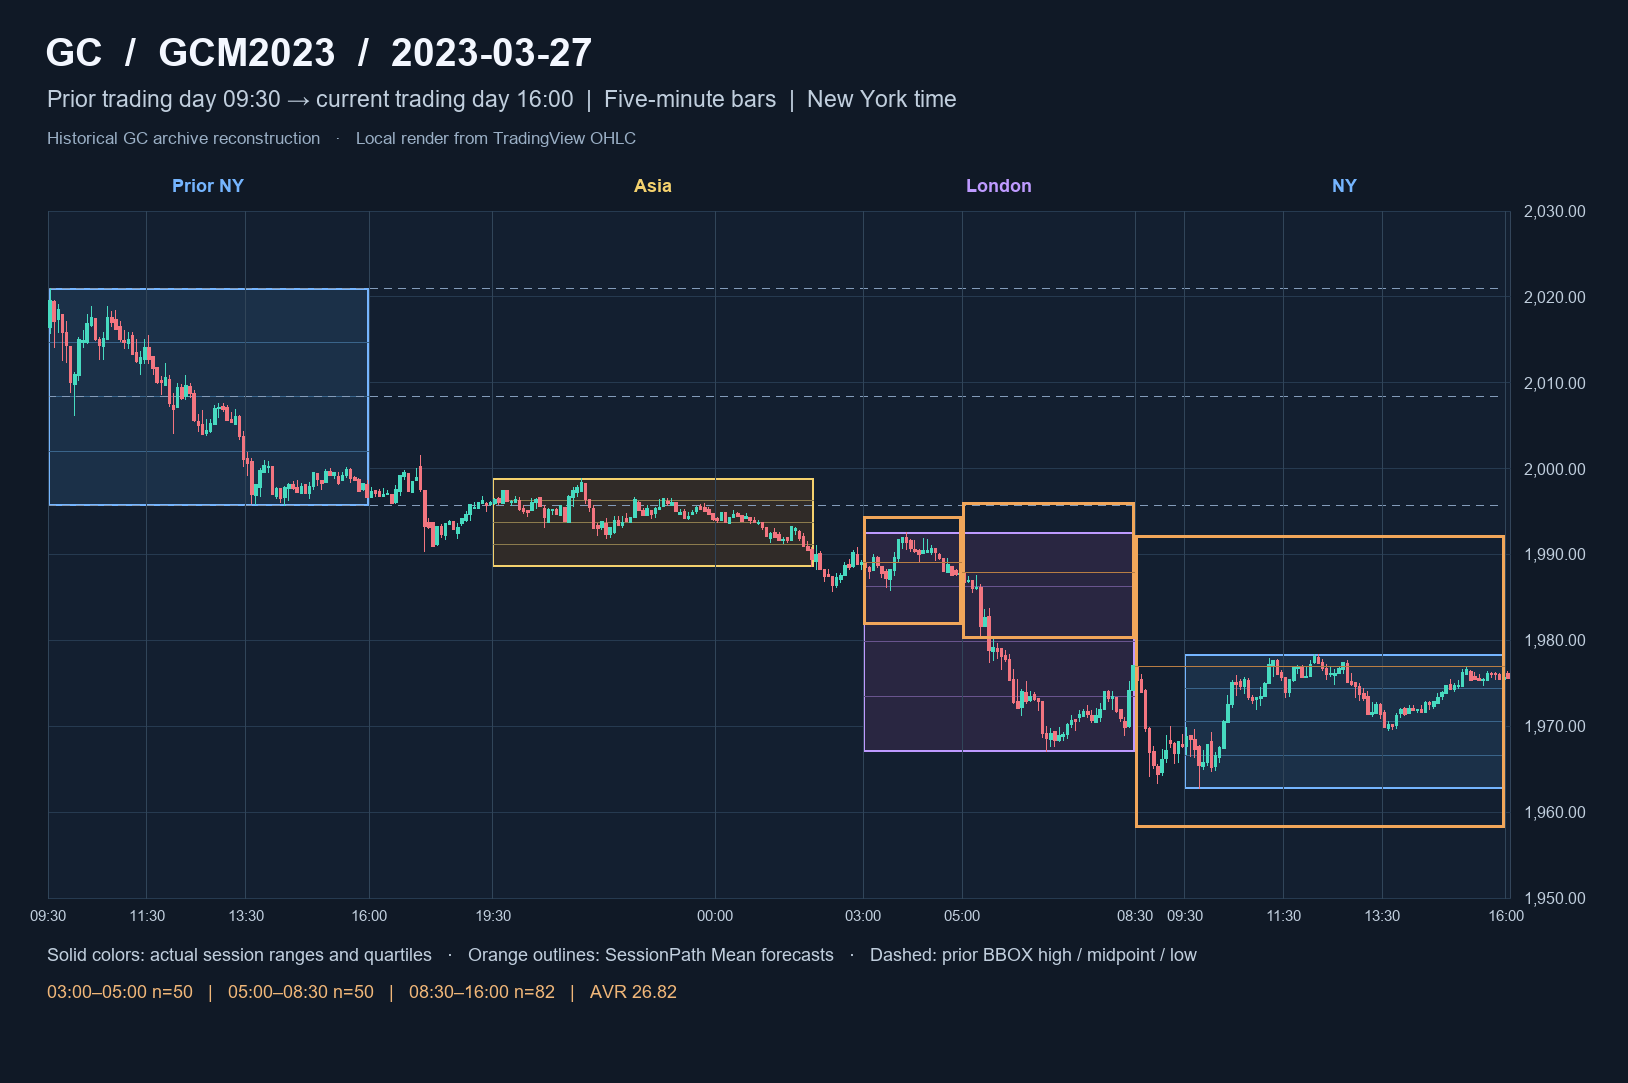 GC / GCM2023 / 2023-03-27
Prior trading day 09:30 → current trading day 16:00 | Five-minute bars | New York time
Historical GC archive reconstruction · Local render from TradingView OHLC
Prior NY Asia London NY
2,030.00
2,020.00
2,010.00
2,000.00
1,990.00
1,980.00
1,970.00
1,960.00
1,950.00
09:30 11:30 13:30 16:00 19:30 00:00 03:00 05:00 08:30 09:30 11:30 13:30 16:00
Solid colors: actual session ranges and quartiles · Orange outlines: SessionPath Mean forecasts · Dashed: prior BBOX high / midpoint / low
03:00–05:00 n=50 | 05:00–08:30 n=50 | 08:30–16:00 n=82 | AVR 26.82